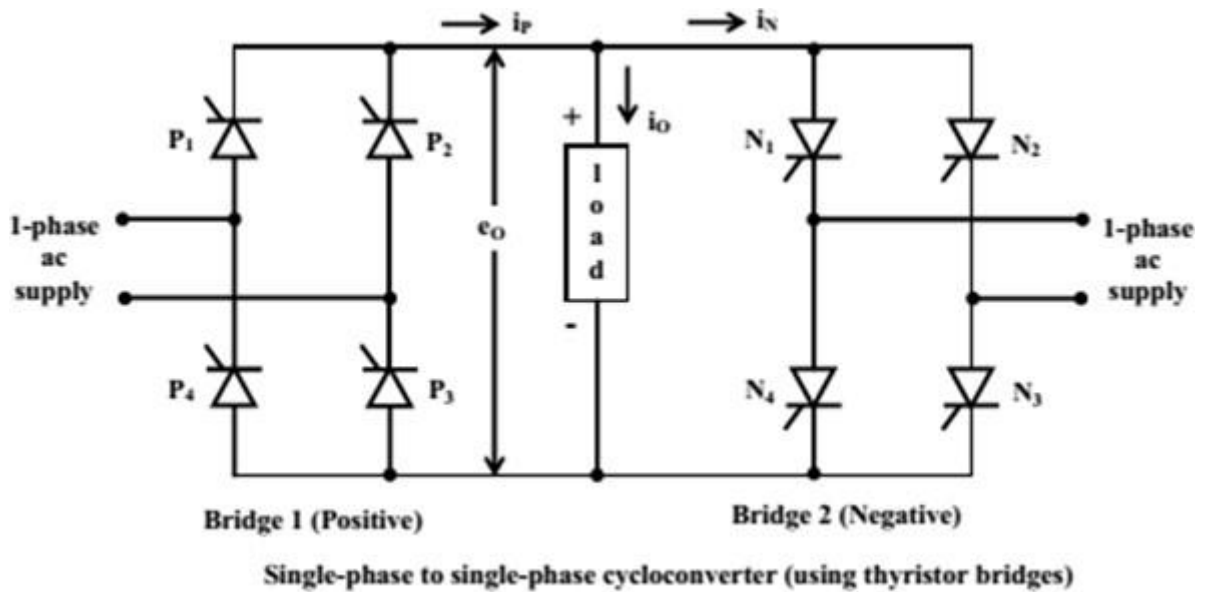 iP
iN
P1
P2
+
iO
N1
N2
1-phase
ac
supply
eO
load
1-phase
ac
supply
-
P4
P3
N4
N3
Bridge 1 (Positive)
Bridge 2 (Negative)
Single-phase to single-phase cycloconverter (using thyristor bridges)